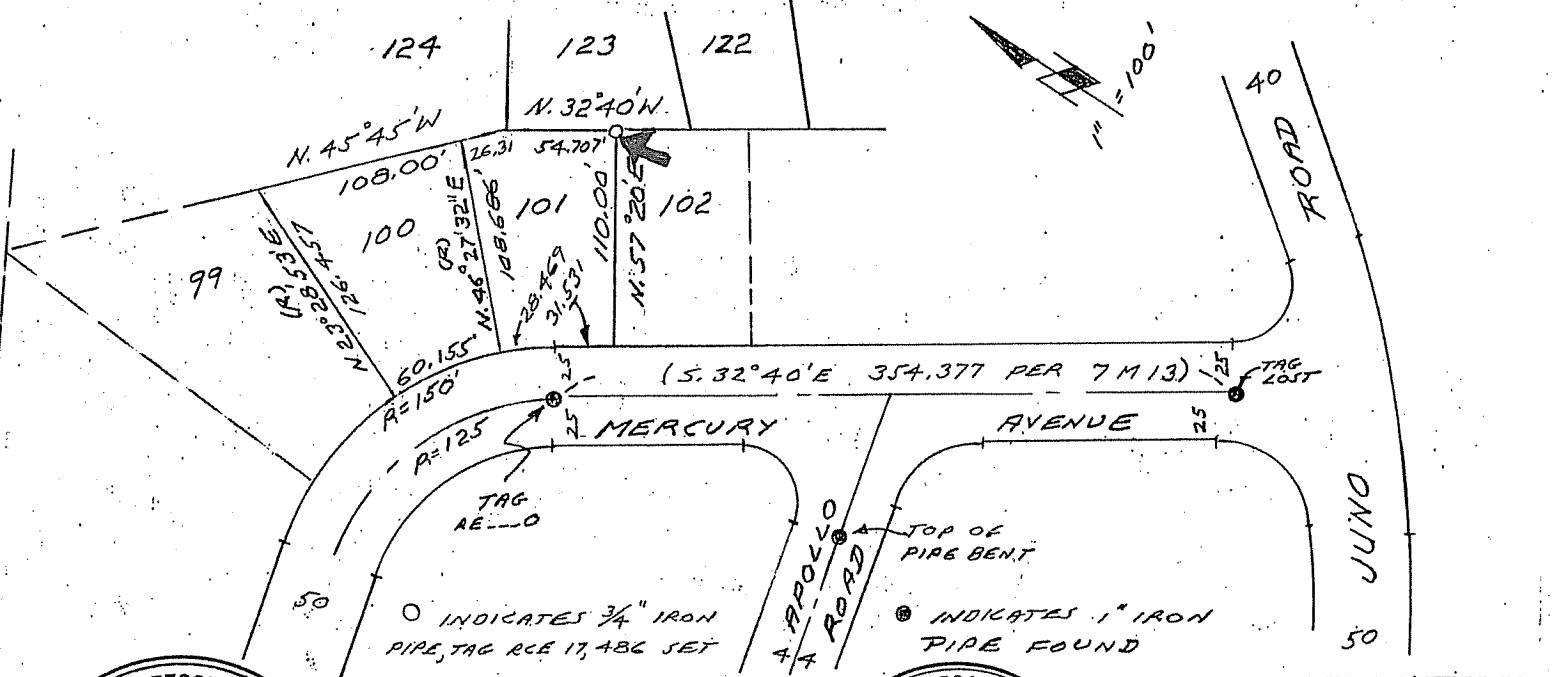 124
123
122
N. 32°40'W.
N. 45°45'W
108.00'
26.31
54.707'
1" = 100'
40
ROAD
99
(R)
N. 23°28'53"E.
126.457
100
(R)
N. 46°27'32"E
108.686'
101
28.469
31.531
110.00'
N. 57°20'E
102
60.155'
R=150'
R=125
25
25
(S. 32°40'E 354.377 PER 7 M 13)
25
TAG
LOST
25
MERCURY
AVENUE
TAG
RE___0
APOLLO
ROAD
TOP OF
PIPE BENT
JUNO
50
INDICATES 3/4" IRON
PIPE, TAG RCE 17,486 SET
44
INDICATES 1" IRON
PIPE FOUND
50